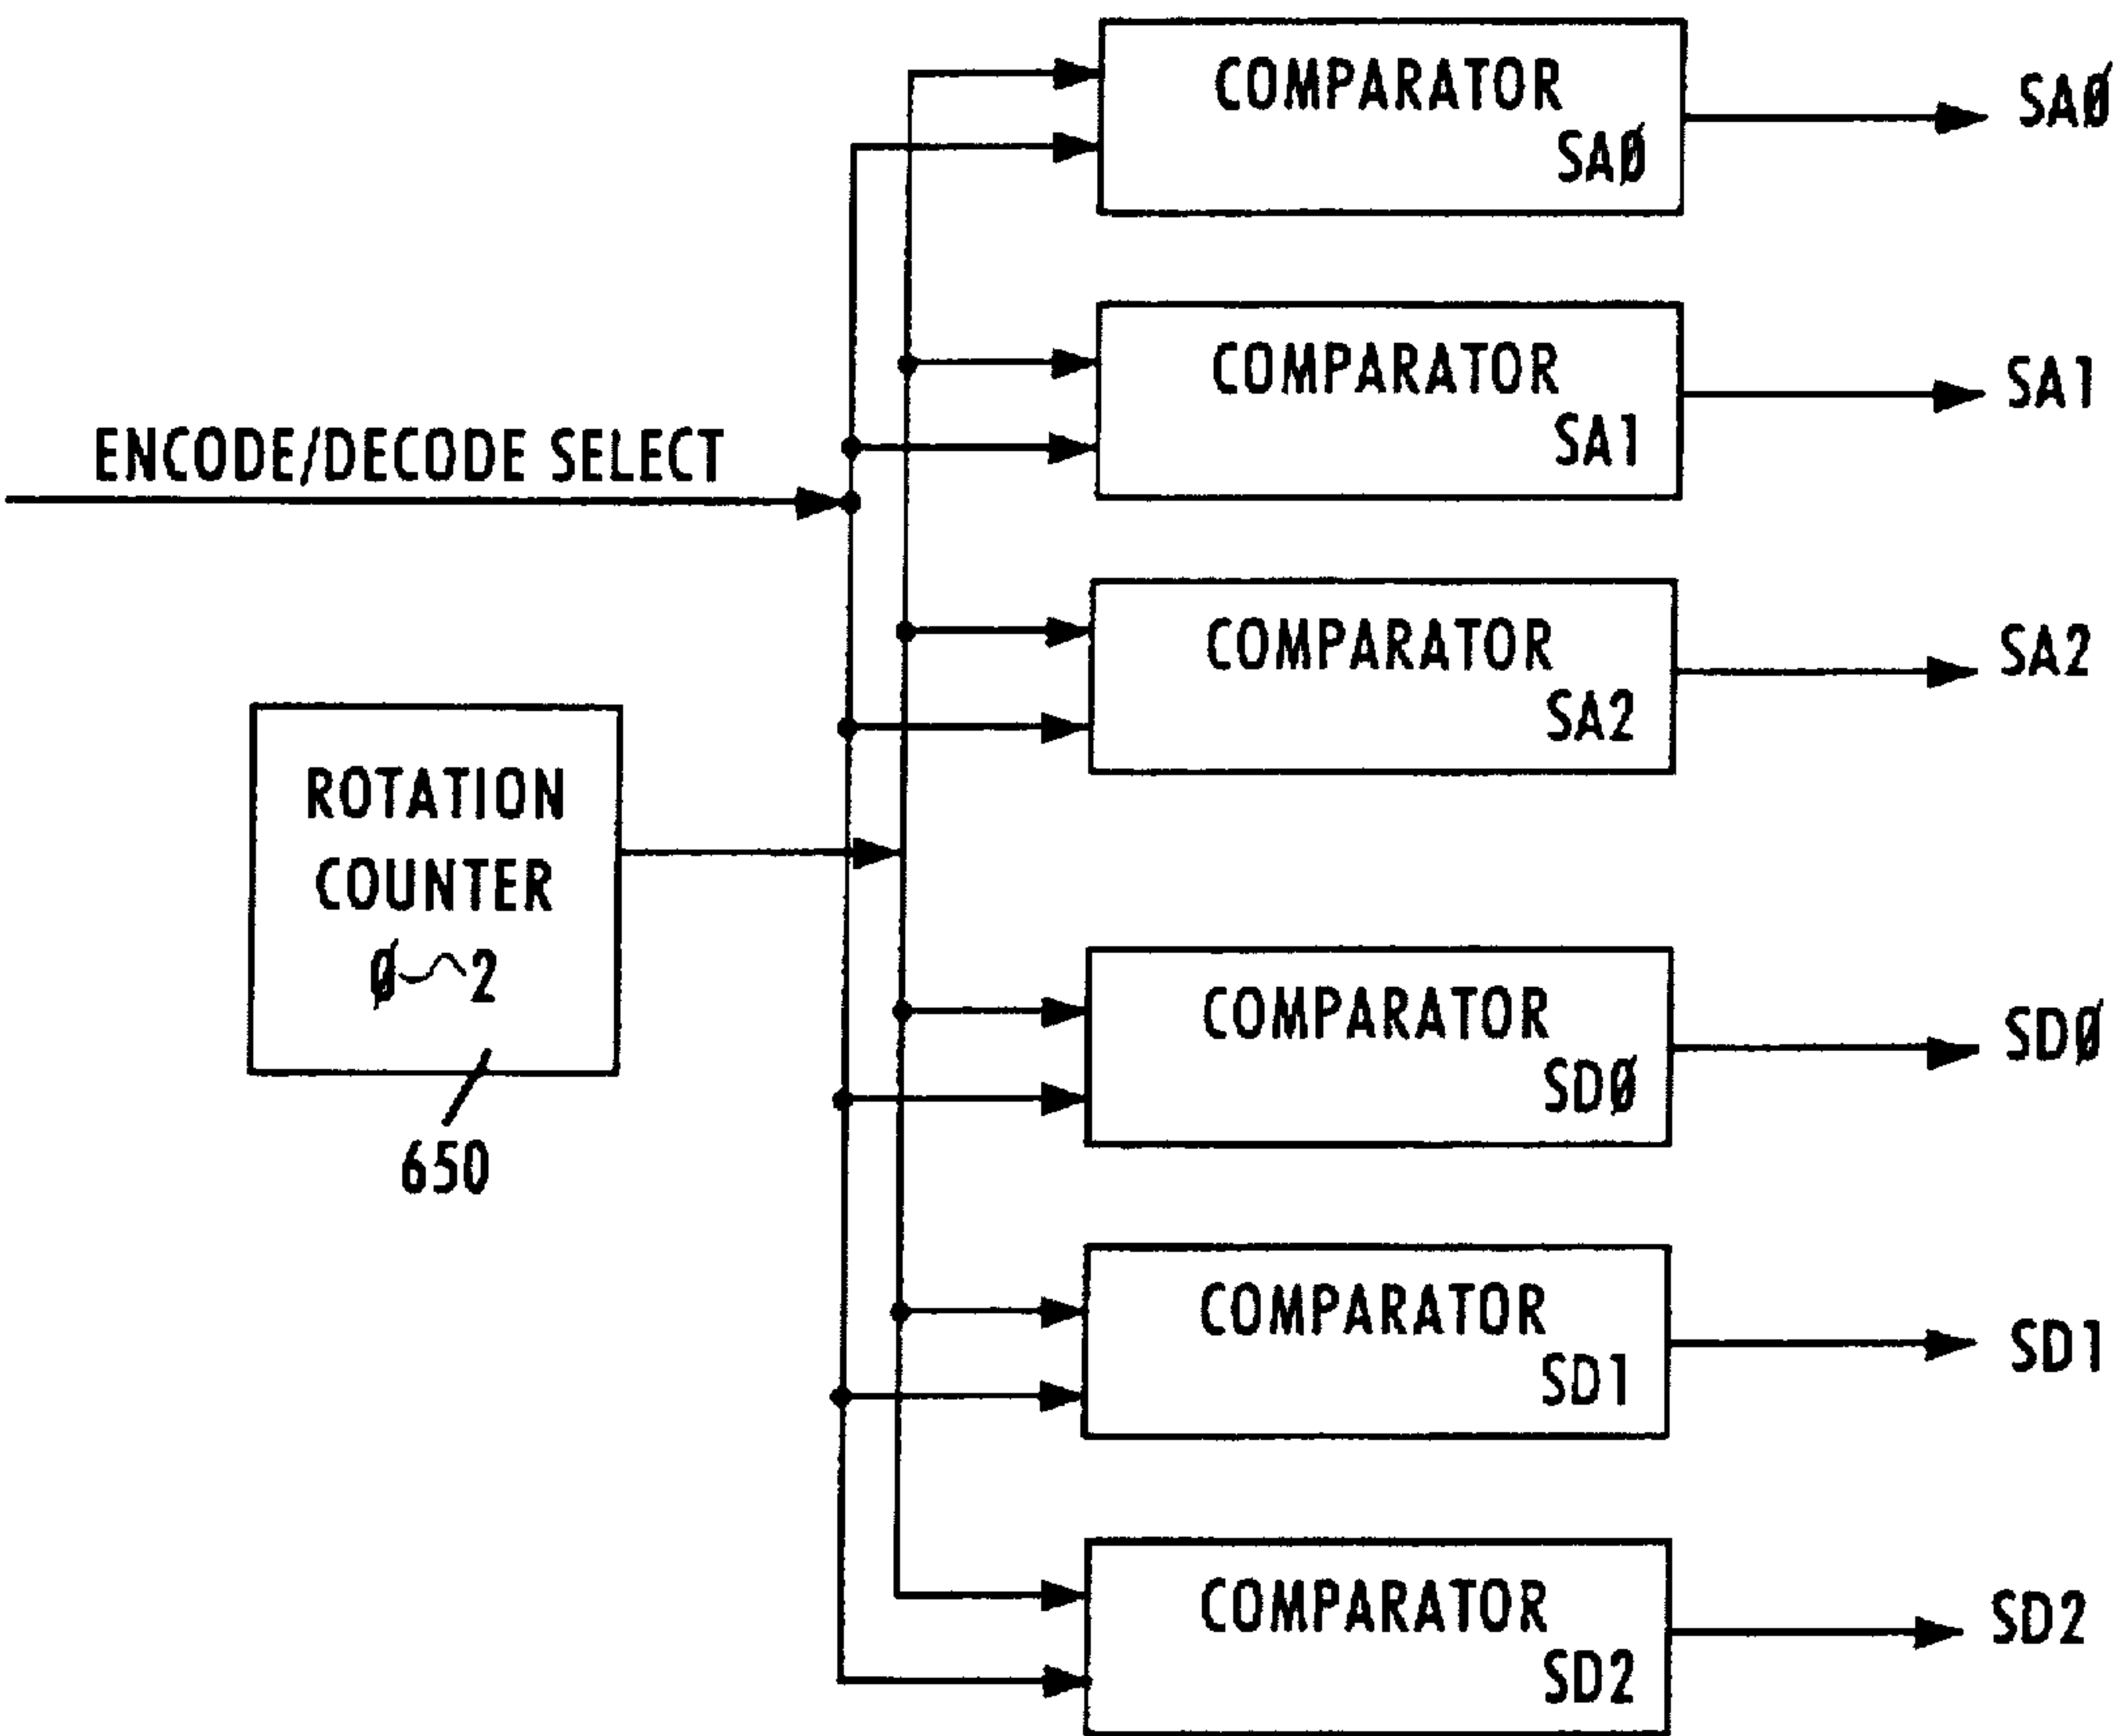 COMPARATOR
SAØ
SAØ
COMPARATOR
SA1
SA1
ENCODE/DECODE SELECT
COMPARATOR
SA2
SA2
ROTATION
COUNTER
Ø~2
650
COMPARATOR
SDØ
SDØ
COMPARATOR
SD1
SD1
COMPARATOR
SD2
SD2